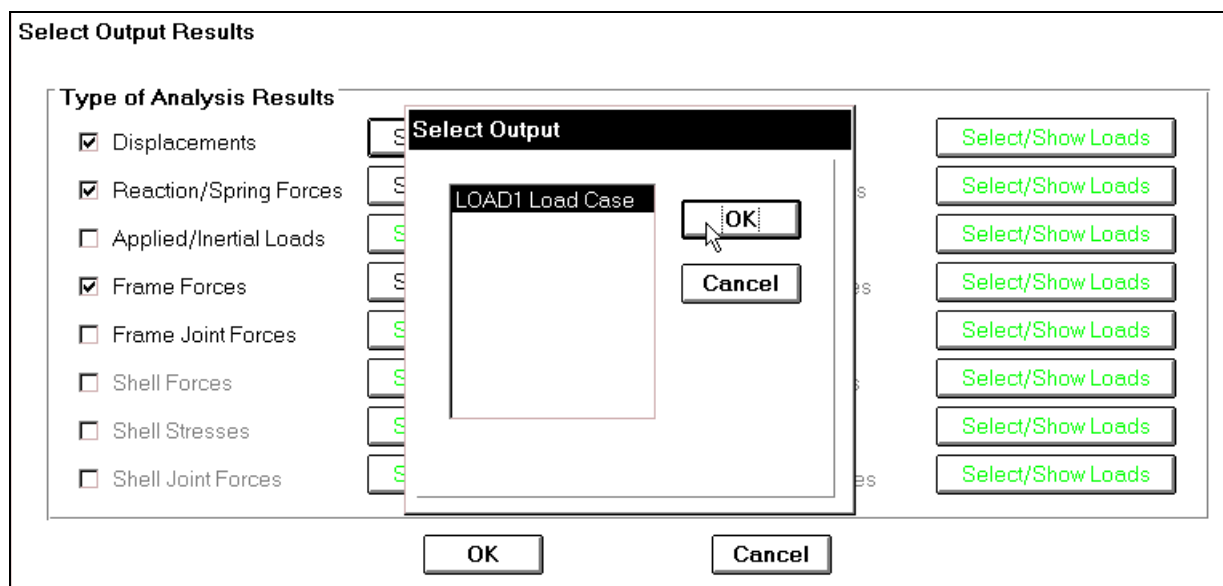 Select Output Results
Type of Analysis Results
Displacements
Reaction/Spring Forces
Applied/Inertial Loads
Frame Forces
Frame Joint Forces
Shell Forces
Shell Stresses
Shell Joint Forces
Select Output
LOAD1 Load Case
OK
Cancel
Select/Show Loads
Select/Show Loads
Select/Show Loads
Select/Show Loads
Select/Show Loads
Select/Show Loads
Select/Show Loads
Select/Show Loads
OK
Cancel